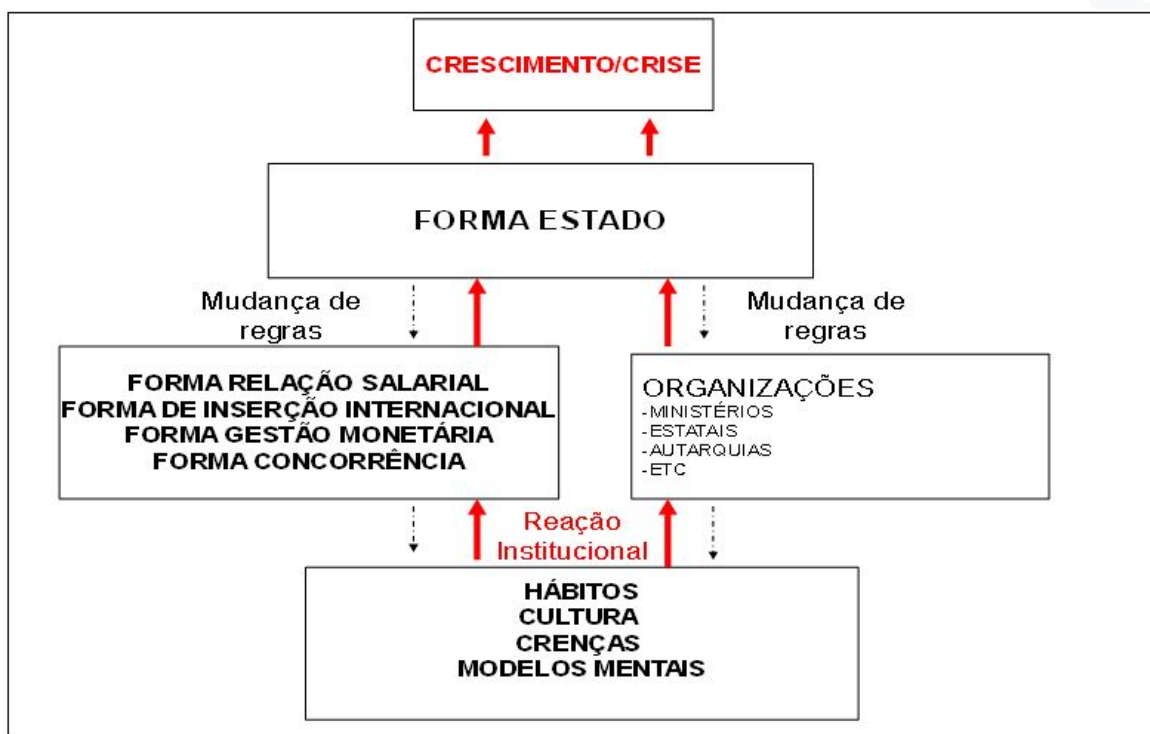 CRESCIMENTO/CRISE
FORMA ESTADO
Mudança de
regras
Mudança de
regras
FORMA RELAÇÃO SALARIAL
FORMA DE INSERÇÃO INTERNACIONAL
FORMA GESTÃO MONETÁRIA
FORMA CONCORRÊNCIA
ORGANIZAÇÕES
-MINISTÉRIOS
-ESTATAIS
-AUTARQUIAS
-ETC
Reação
Institucional
HÁBITOS
CULTURA
CRENÇAS
MODELOS MENTAIS